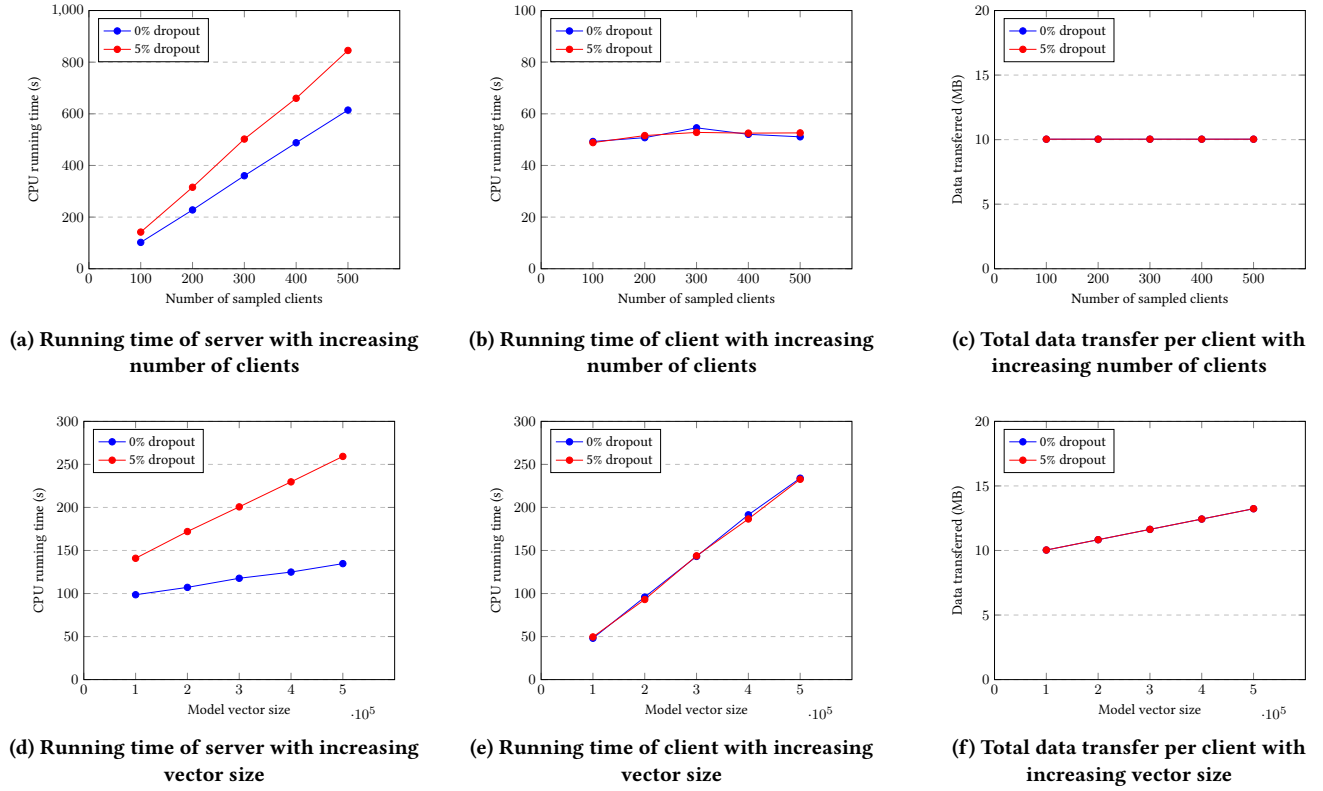 1,000
800
600
400
200
0
CPU running time (s)
0% dropout
5% dropout
0
100
200
300
400
500
Number of sampled clients
(a) Running time of server with increasing
number of clients
100
80
60
40
20
0
CPU running time (s)
0% dropout
5% dropout
0
100
200
300
400
500
Number of sampled clients
(b) Running time of client with increasing
number of clients
20
15
10
5
0
Data transferred (MB)
0% dropout
5% dropout
0
100
200
300
400
500
Number of sampled clients
(c) Total data transfer per client with
increasing number of clients
300
250
200
150
100
50
0
CPU running time (s)
0% dropout
5% dropout
0
1
2
3
4
5
Model vector size
·10⁵
(d) Running time of server with increasing
vector size
300
250
200
150
100
50
0
CPU running time (s)
0% dropout
5% dropout
0
1
2
3
4
5
Model vector size
·10⁵
(e) Running time of client with increasing
vector size
20
15
10
5
0
Data transferred (MB)
0% dropout
5% dropout
0
1
2
3
4
5
Model vector size
·10⁵
(f) Total data transfer per client with
increasing vector size